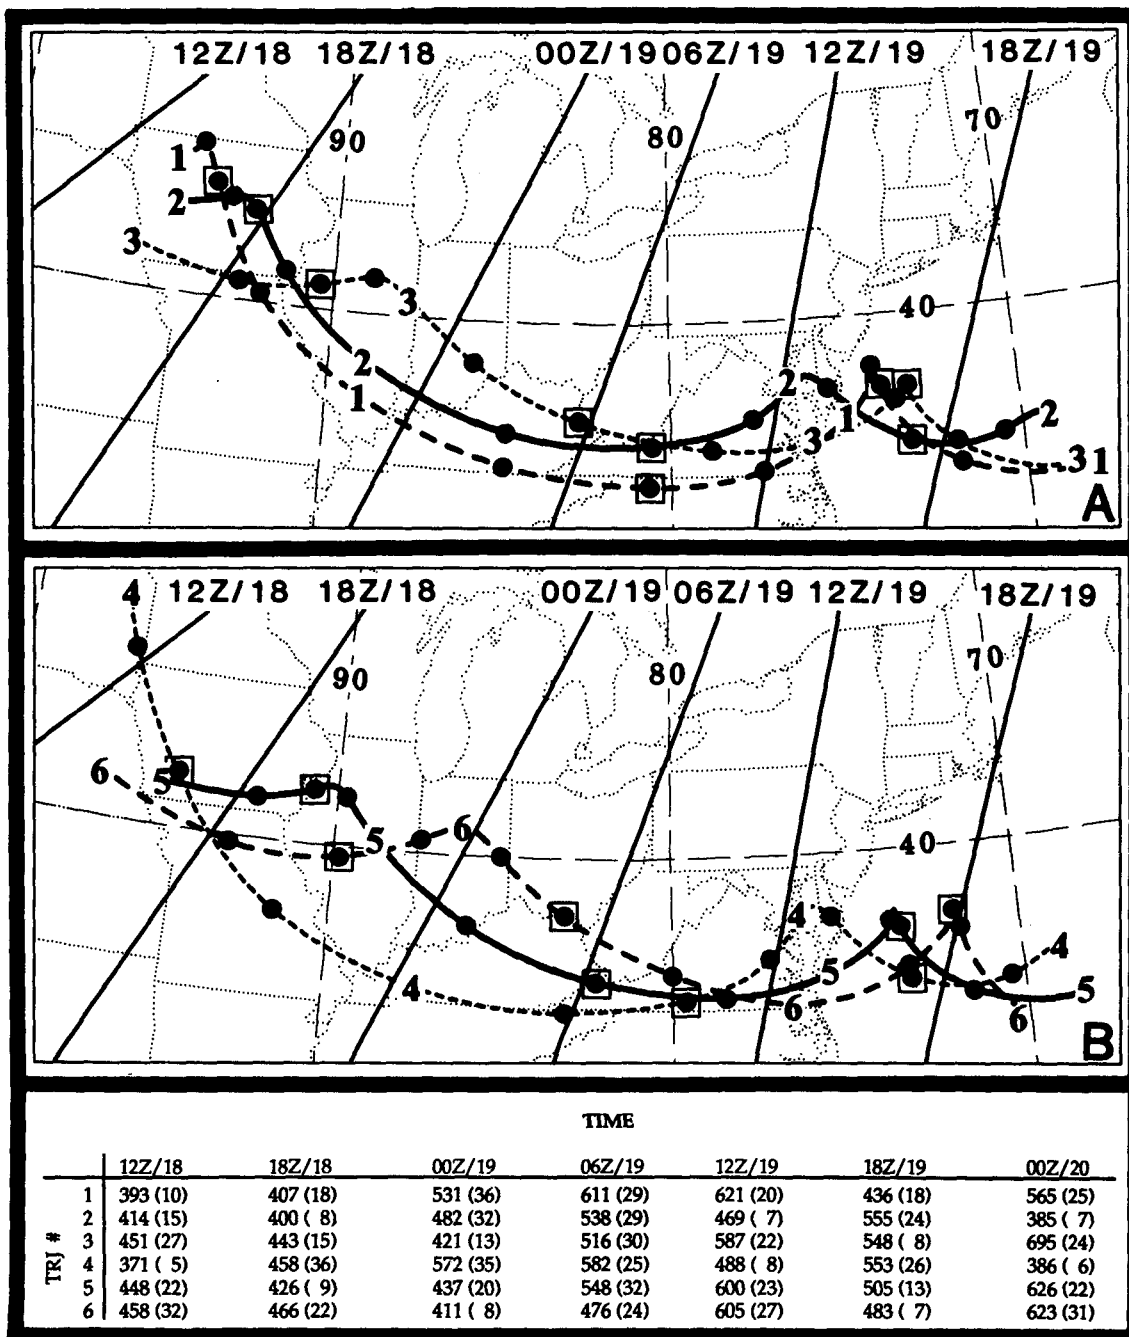 12Z/18 18Z/18 00Z/19 06Z/19 12Z/19 18Z/19
70
90 80
1
2
3
3
40
2 2
1 1 2
3 3 1
A
4 12Z/18 18Z/18 00Z/19 06Z/19 12Z/19 18Z/19
70
90 80
6 5
5 6 40
4 4
4 5 5
6 6
B
TIME
12Z/18 18Z/18 00Z/19 06Z/19 12Z/19 18Z/19 00Z/20
TRJ #
1 393 (10) 407 (18) 531 (36) 611 (29) 621 (20) 436 (18) 565 (25)
2 414 (15) 400 ( 8) 482 (32) 538 (29) 469 ( 7) 555 (24) 385 ( 7)
3 451 (27) 443 (15) 421 (13) 516 (30) 587 (22) 548 ( 8) 695 (24)
4 371 ( 5) 458 (36) 572 (35) 582 (25) 488 ( 8) 553 (26) 386 ( 6)
5 448 (22) 426 ( 9) 437 (20) 548 (32) 600 (23) 505 (13) 626 (22)
6 458 (32) 466 (22) 411 ( 8) 476 (24) 605 (27) 483 ( 7) 623 (31)